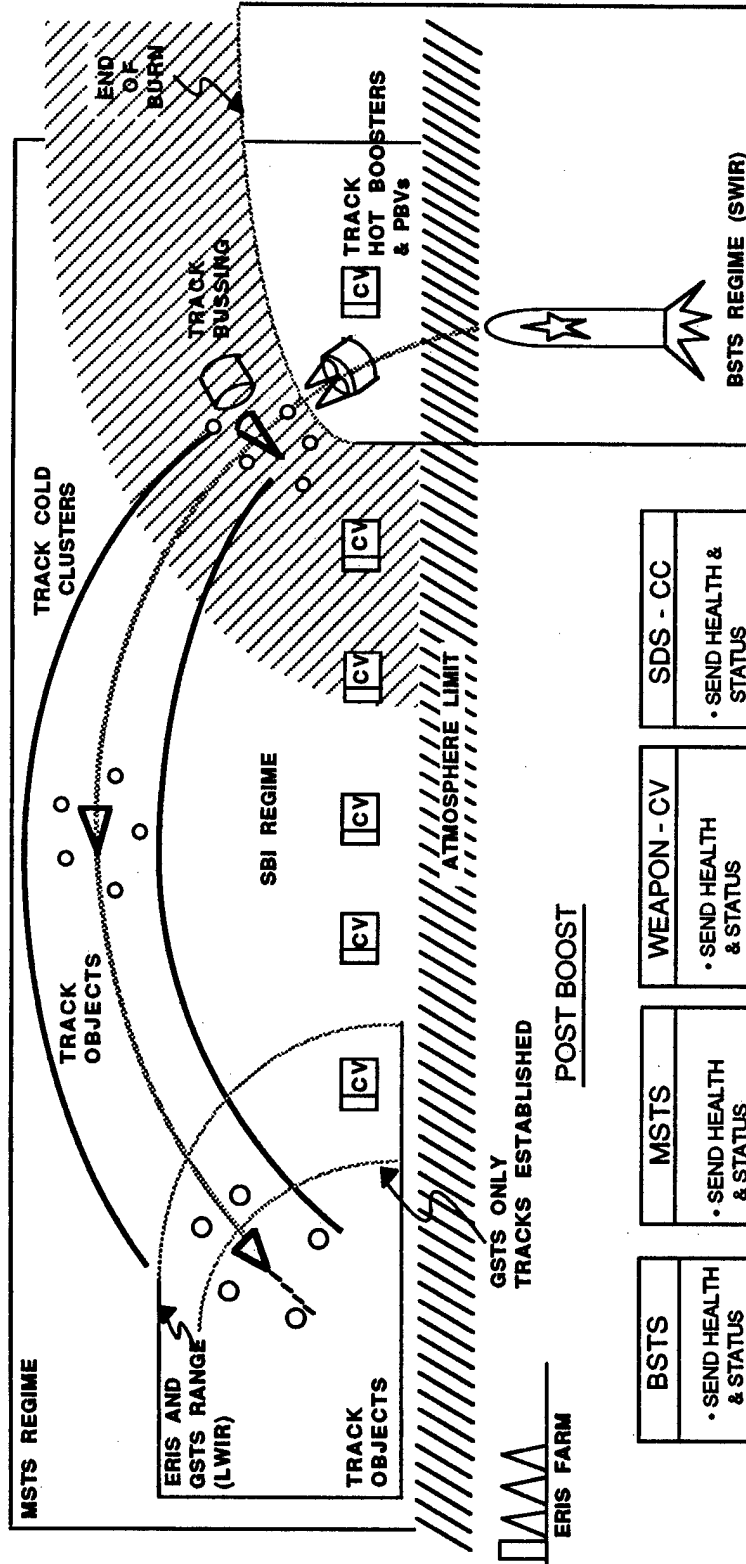 MSTS REGIME
ERIS AND
GSTS RANGE
(LWIR)
TRACK
OBJECTS
TRACK
OBJECTS
TRACK COLD
CLUSTERS
TRACK
BUSSING
END
OF
BURN
SBI REGIME
CV
CV
CV
CV
CV
CV
TRACK
HOT BOOSTERS
& PBVs
ATMOSPHERE LIMIT
ERIS FARM
GSTS ONLY
TRACKS ESTABLISHED
POST BOOST
BSTS REGIME (SWIR)
BSTS
• SEND HEALTH
& STATUS
MSTS
• SEND HEALTH
& STATUS
WEAPON - CV
• SEND HEALTH
& STATUS
SDS - CC
• SEND HEALTH &
STATUS